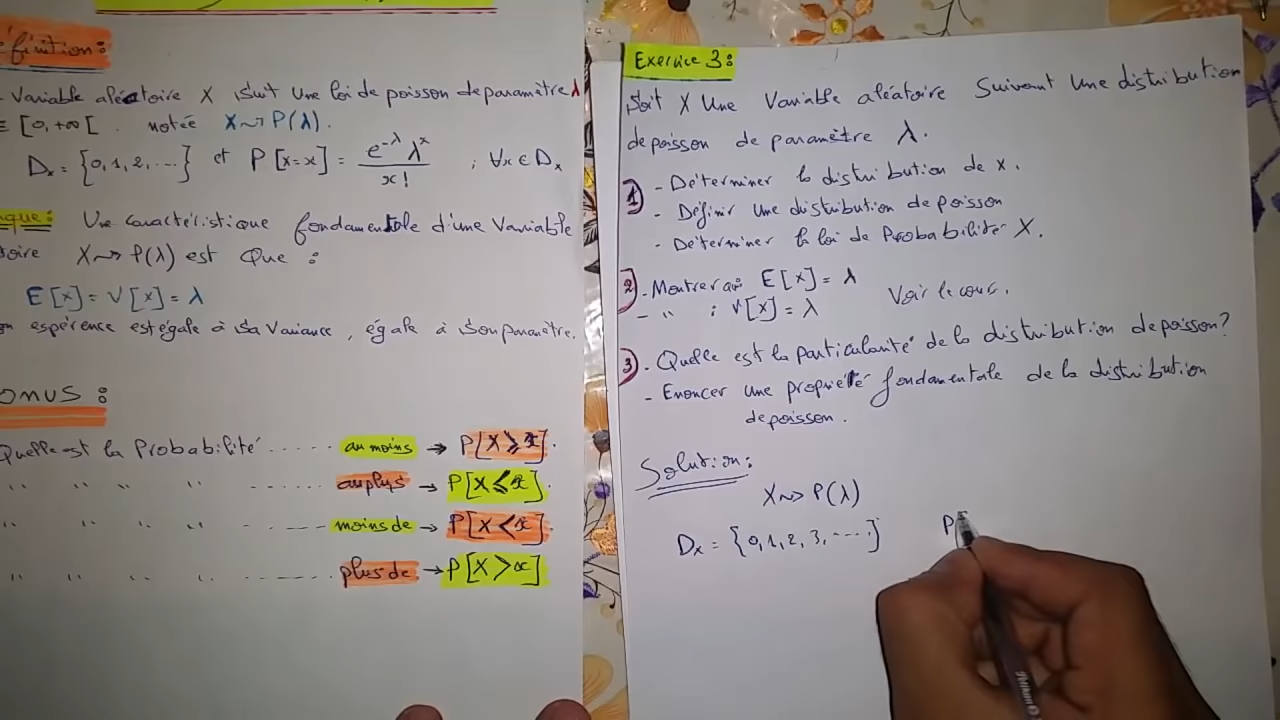 éfinition:
- Variable aléatoire X suit une loi de poisson de paramètre λ
∈ [0, +∞[ . notée X ⤳ P(λ).
Dx = {0, 1, 2, ....} et P[X=x] = e^-λ λ^x / x! ; ∀x ∈ Dx
que: Une caractéristique fondamentale d'une variable
toire X ⤳ P(λ) est que :
E[X] = V[X] = λ
on espérence est égale à sa variance, égale à son paramètre.
onus :
Quelle est la probabilité ..... au moins → P[X ⩾ x].
" " " " ...... au plus → P[X ⩽ x].
" " " " ...... moins de → P[X < x]
" " " " ...... plus de → P[X > x]
Exercice 3:
Soit X une variable aléatoire suivant une distribution
de poisson de paramètre λ.
1) - Déterminer la distribution de x.
- Définir une distribution de poisson
- Déterminer la loi de probabilité X.
2) - Montrer que E[X] = λ
- " : V[X] = λ Voir le cours.
3) - Quelle est la particularité de la distribution de poisson?
- Enoncer une propriété fondamentale de la distribution
de poisson.
Solution:
X ⤳ P(λ)
Dx = {0, 1, 2, 3, ....} P[
Pelikan